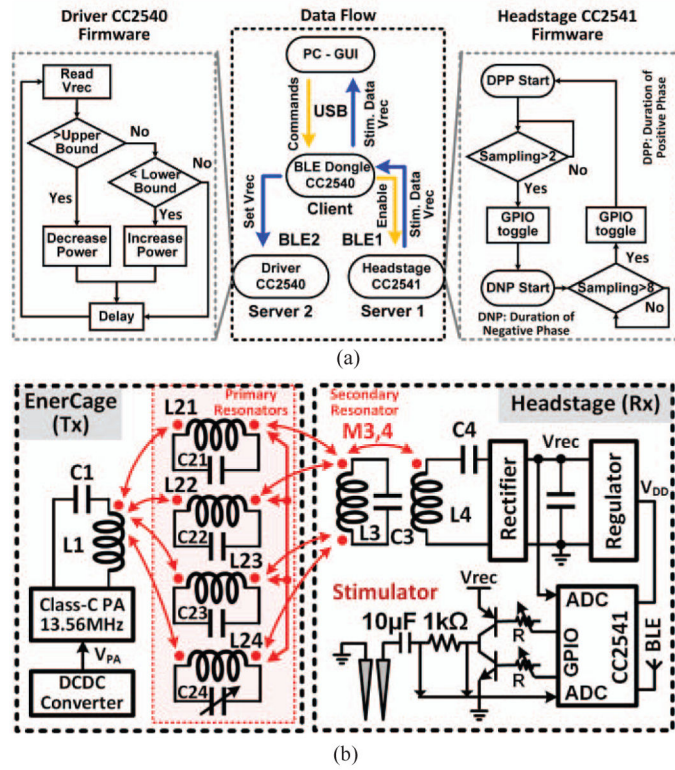 Driver CC2540
Firmware
Read
Vrec
>Upper
Bound
No
< Lower
Bound
No
Yes
Yes
Decrease
Power
Increase
Power
Delay
Data Flow
PC - GUI
Commands
USB
Stim. Data
Vrec
BLE Dongle
CC2540
Client
Set Vrec
Enable
Stim. Data
Vrec
BLE2
BLE1
Driver
CC2540
Headstage
CC2541
Server 2
Server 1
Headstage CC2541
Firmware
DPP Start
DPP: Duration of
Positive Phase
Sampling>2
No
Yes
GPIO
toggle
GPIO
toggle
Yes
DNP Start
Sampling>8
No
DNP: Duration
of Negative Phase
(a)
EnerCage
(Tx)
C1
L1
Class-C PA
13.56MHz
VPA
DCDC
Converter
Primary
Resonators
L21
C21
L22
C22
L23
C23
L24
C24
Secondary
Resonator
M3,4
Headstage (Rx)
L3
C3
L4
C4
Rectifier
Vrec
Regulator
VDD
Stimulator
Vrec
10µF
1kΩ
R
R
ADC
GPIO
CC2541
ADC
BLE
(b)